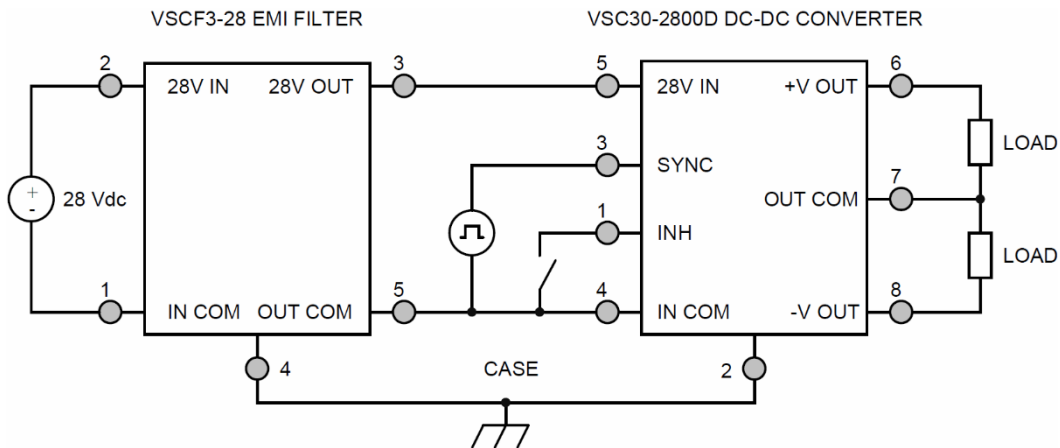 VSCF3-28 EMI FILTER
VSC30-2800D DC-DC CONVERTER
2
28V IN
28V OUT
3
5
28V IN
+V OUT
6
3
SYNC
LOAD
+
-
28 Vdc
1
INH
OUT COM
7
LOAD
1
IN COM
OUT COM
5
4
IN COM
-V OUT
8
4
CASE
2